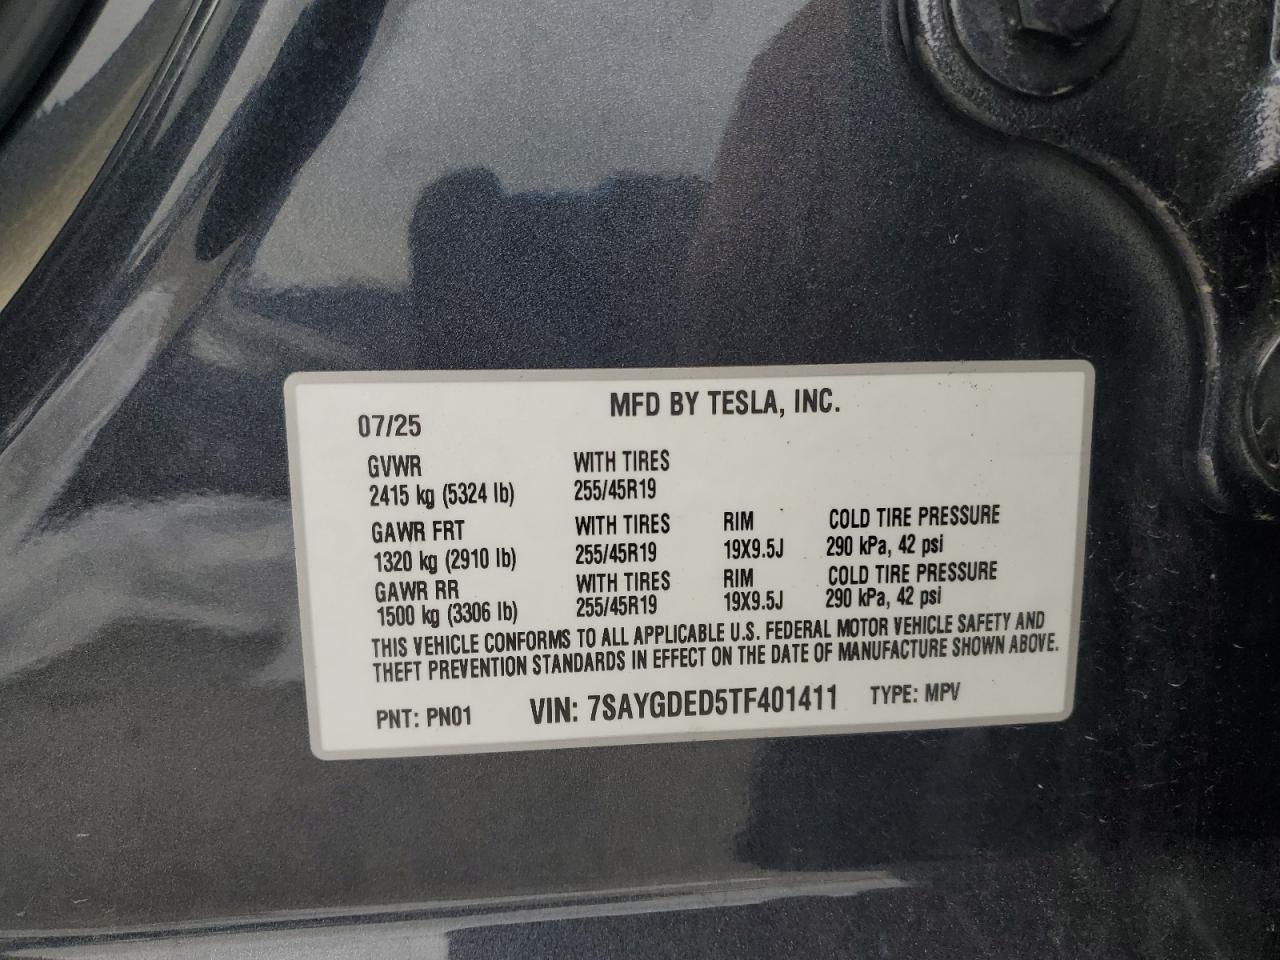 MFD BY TESLA, INC.
07/25
GVWR WITH TIRES
2415 kg (5324 lb) 255/45R19
GAWR FRT WITH TIRES RIM COLD TIRE PRESSURE
1320 kg (2910 lb) 255/45R19 19X9.5J 290 kPa, 42 psi
GAWR RR WITH TIRES RIM COLD TIRE PRESSURE
1500 kg (3306 lb) 255/45R19 19X9.5J 290 kPa, 42 psi
THIS VEHICLE CONFORMS TO ALL APPLICABLE U.S. FEDERAL MOTOR VEHICLE SAFETY AND
THEFT PREVENTION STANDARDS IN EFFECT ON THE DATE OF MANUFACTURE SHOWN ABOVE.
PNT: PN01 VIN: 7SAYGDED5TF401411 TYPE: MPV